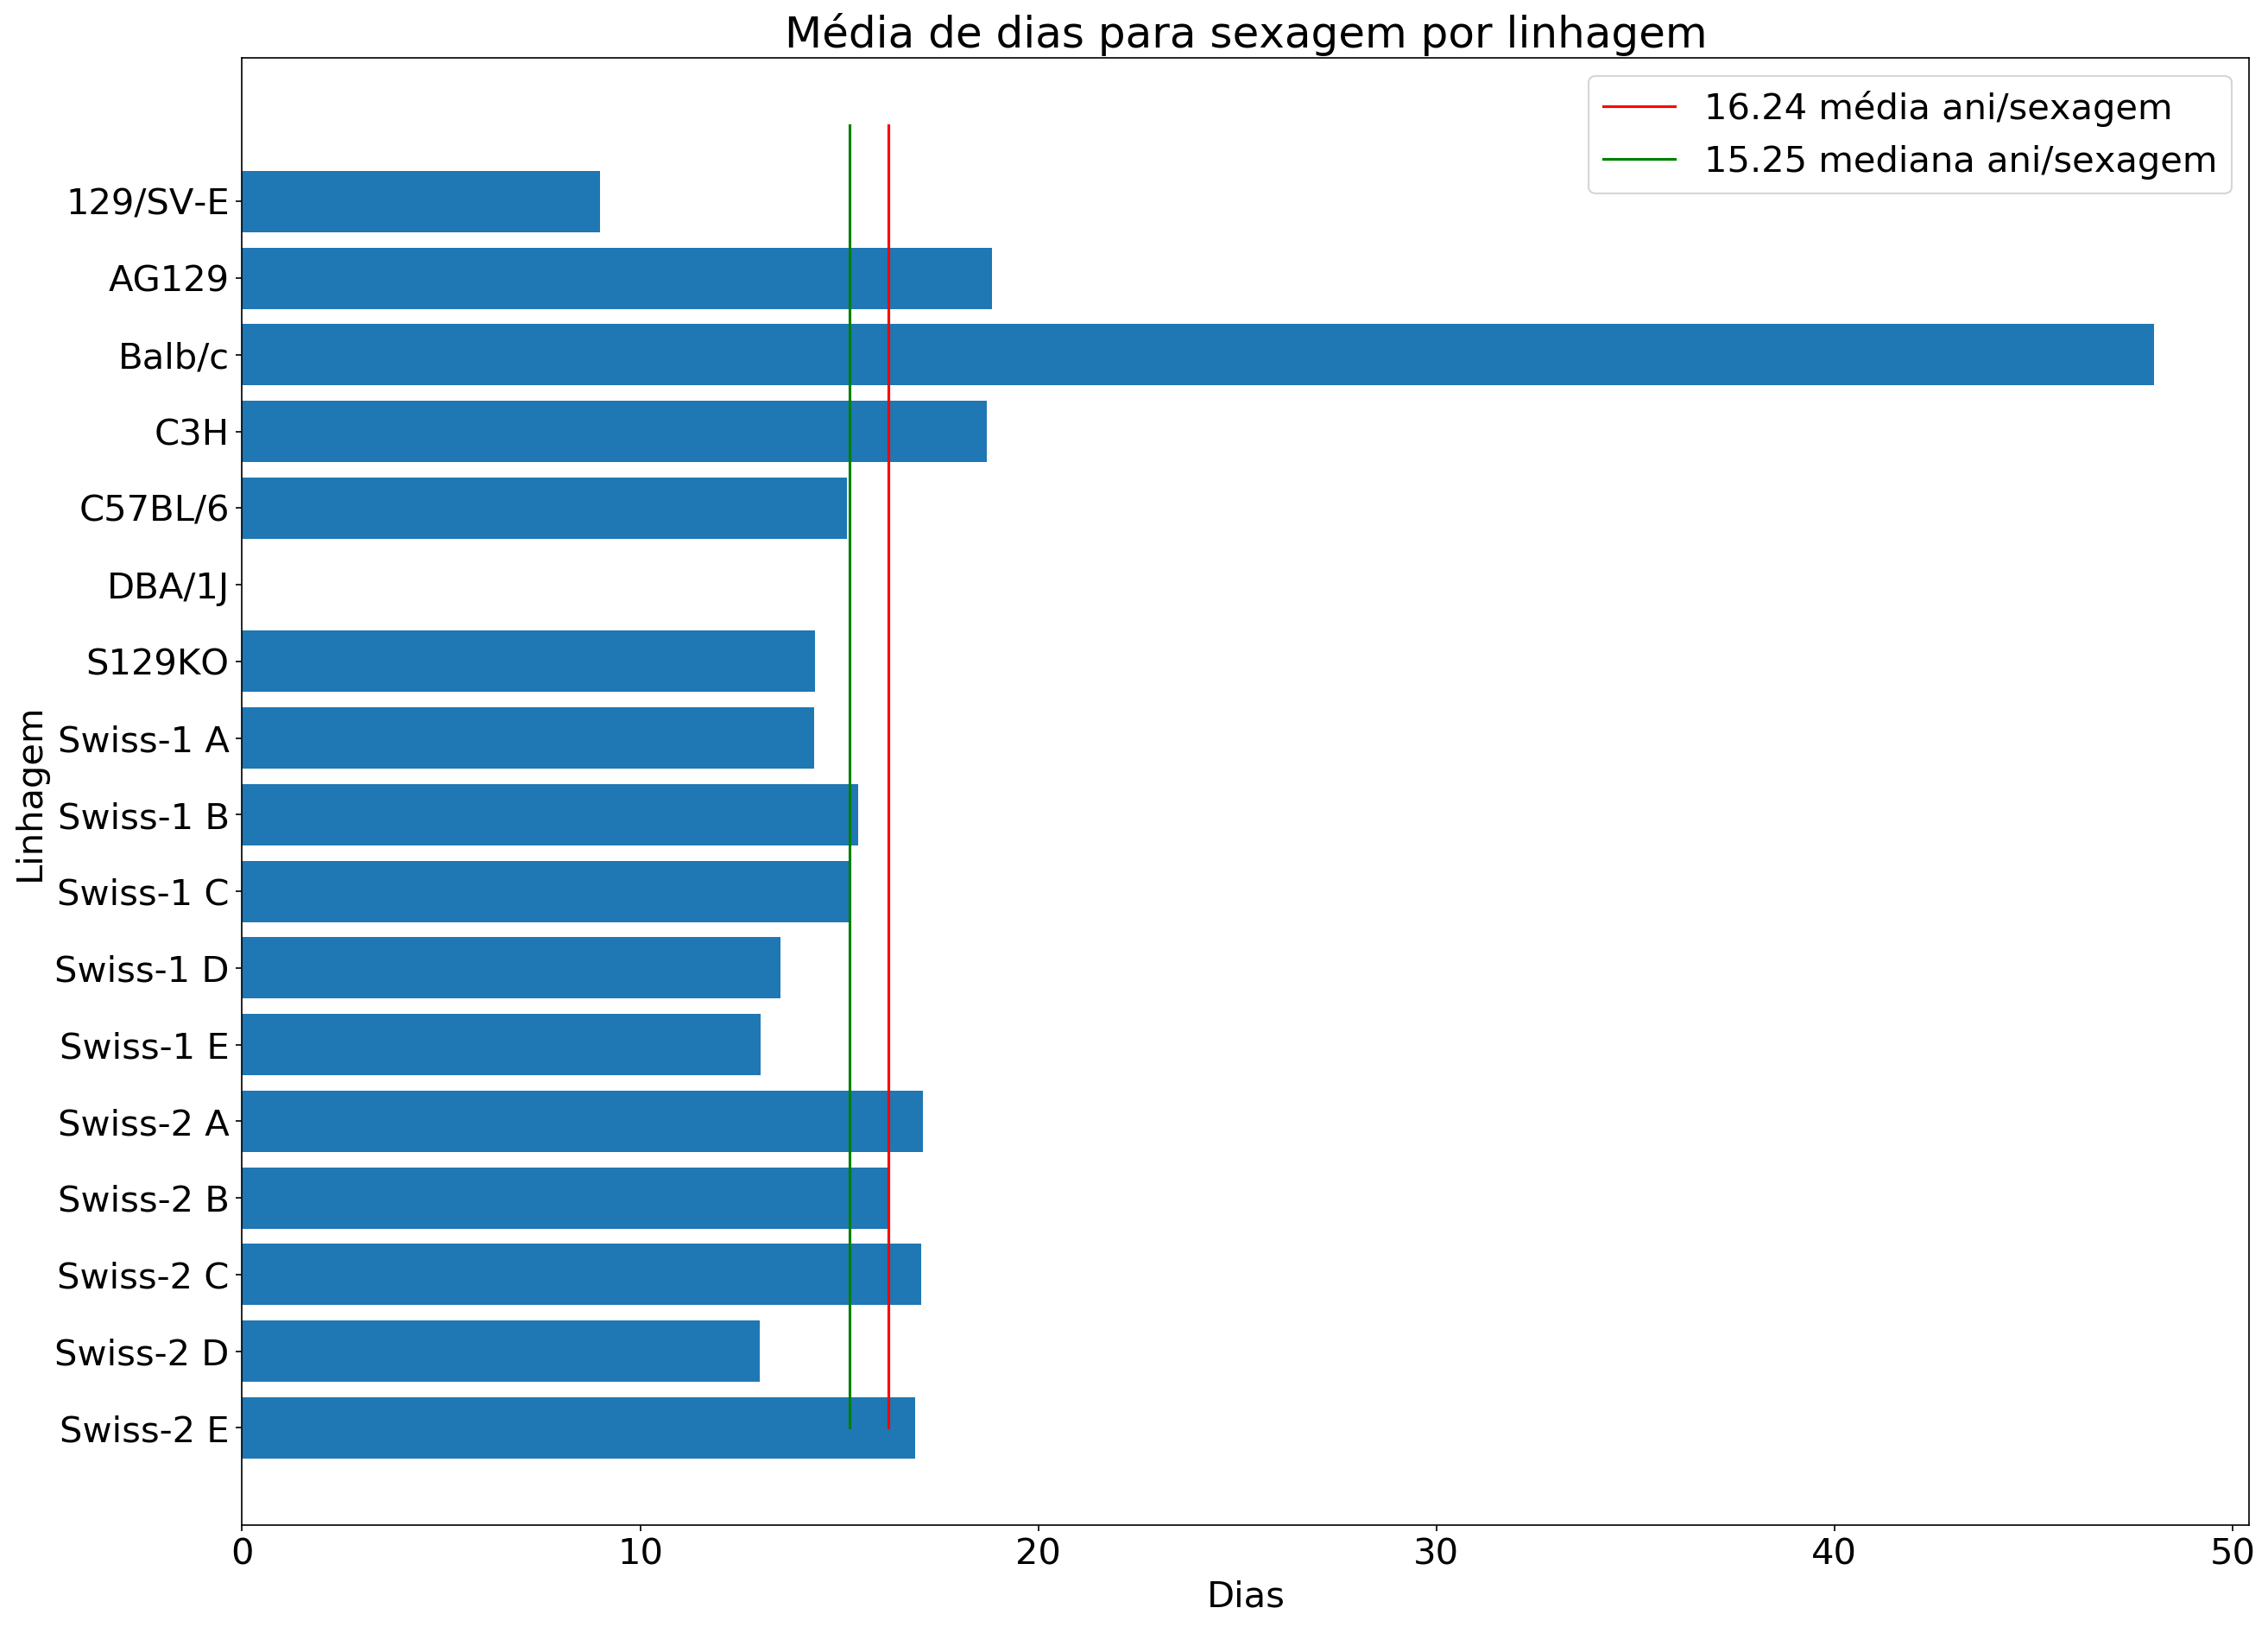 Média de dias para sexagem por linhagem
16.24 média ani/sexagem
15.25 mediana ani/sexagem
129/SV-E
AG129
Balb/c
C3H
C57BL/6
DBA/1J
S129KO
Swiss-1 A
Swiss-1 B
Swiss-1 C
Swiss-1 D
Swiss-1 E
Swiss-2 A
Swiss-2 B
Swiss-2 C
Swiss-2 D
Swiss-2 E
Linhagem
0 10 20 30 40 50
Dias